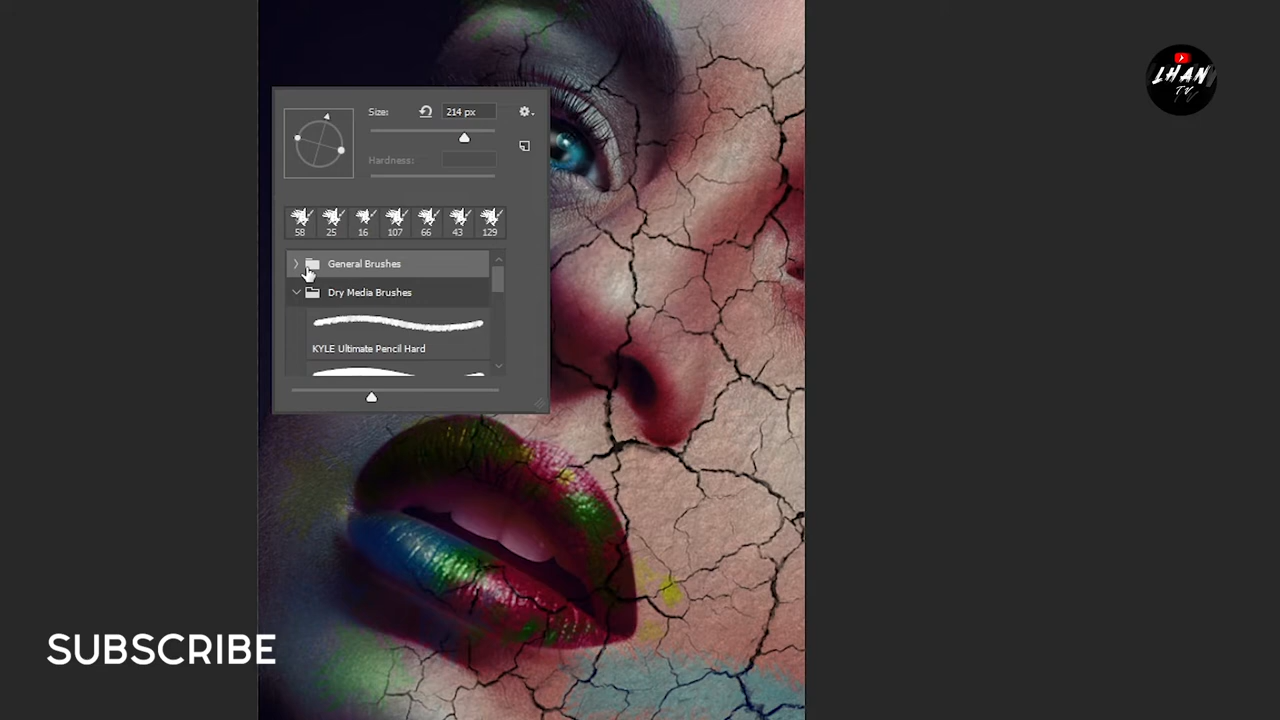 LHAN
TV
Size:
214 px
Hardness:
58 25 16 107 66 43 129
General Brushes
Dry Media Brushes
KYLE Ultimate Pencil Hard
SUBSCRIBE